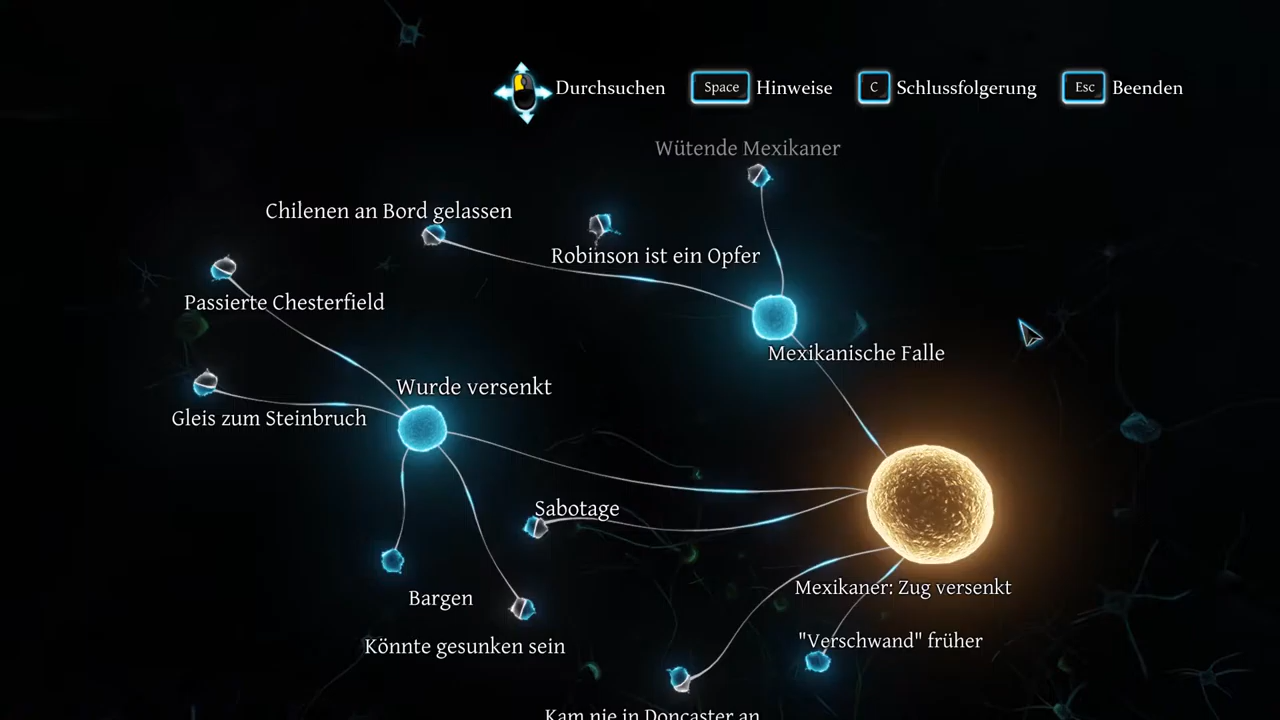 Durchsuchen
Space Hinweise
C Schlussfolgerung
Esc Beenden
Wütende Mexikaner
Chilenen an Bord gelassen
Robinson ist ein Opfer
Passierte Chesterfield
Mexikanische Falle
Wurde versenkt
Gleis zum Steinbruch
Sabotage
Mexikaner: Zug versenkt
Bargen
"Verschwand" früher
Könnte gesunken sein
Kam nie in Doncaster an